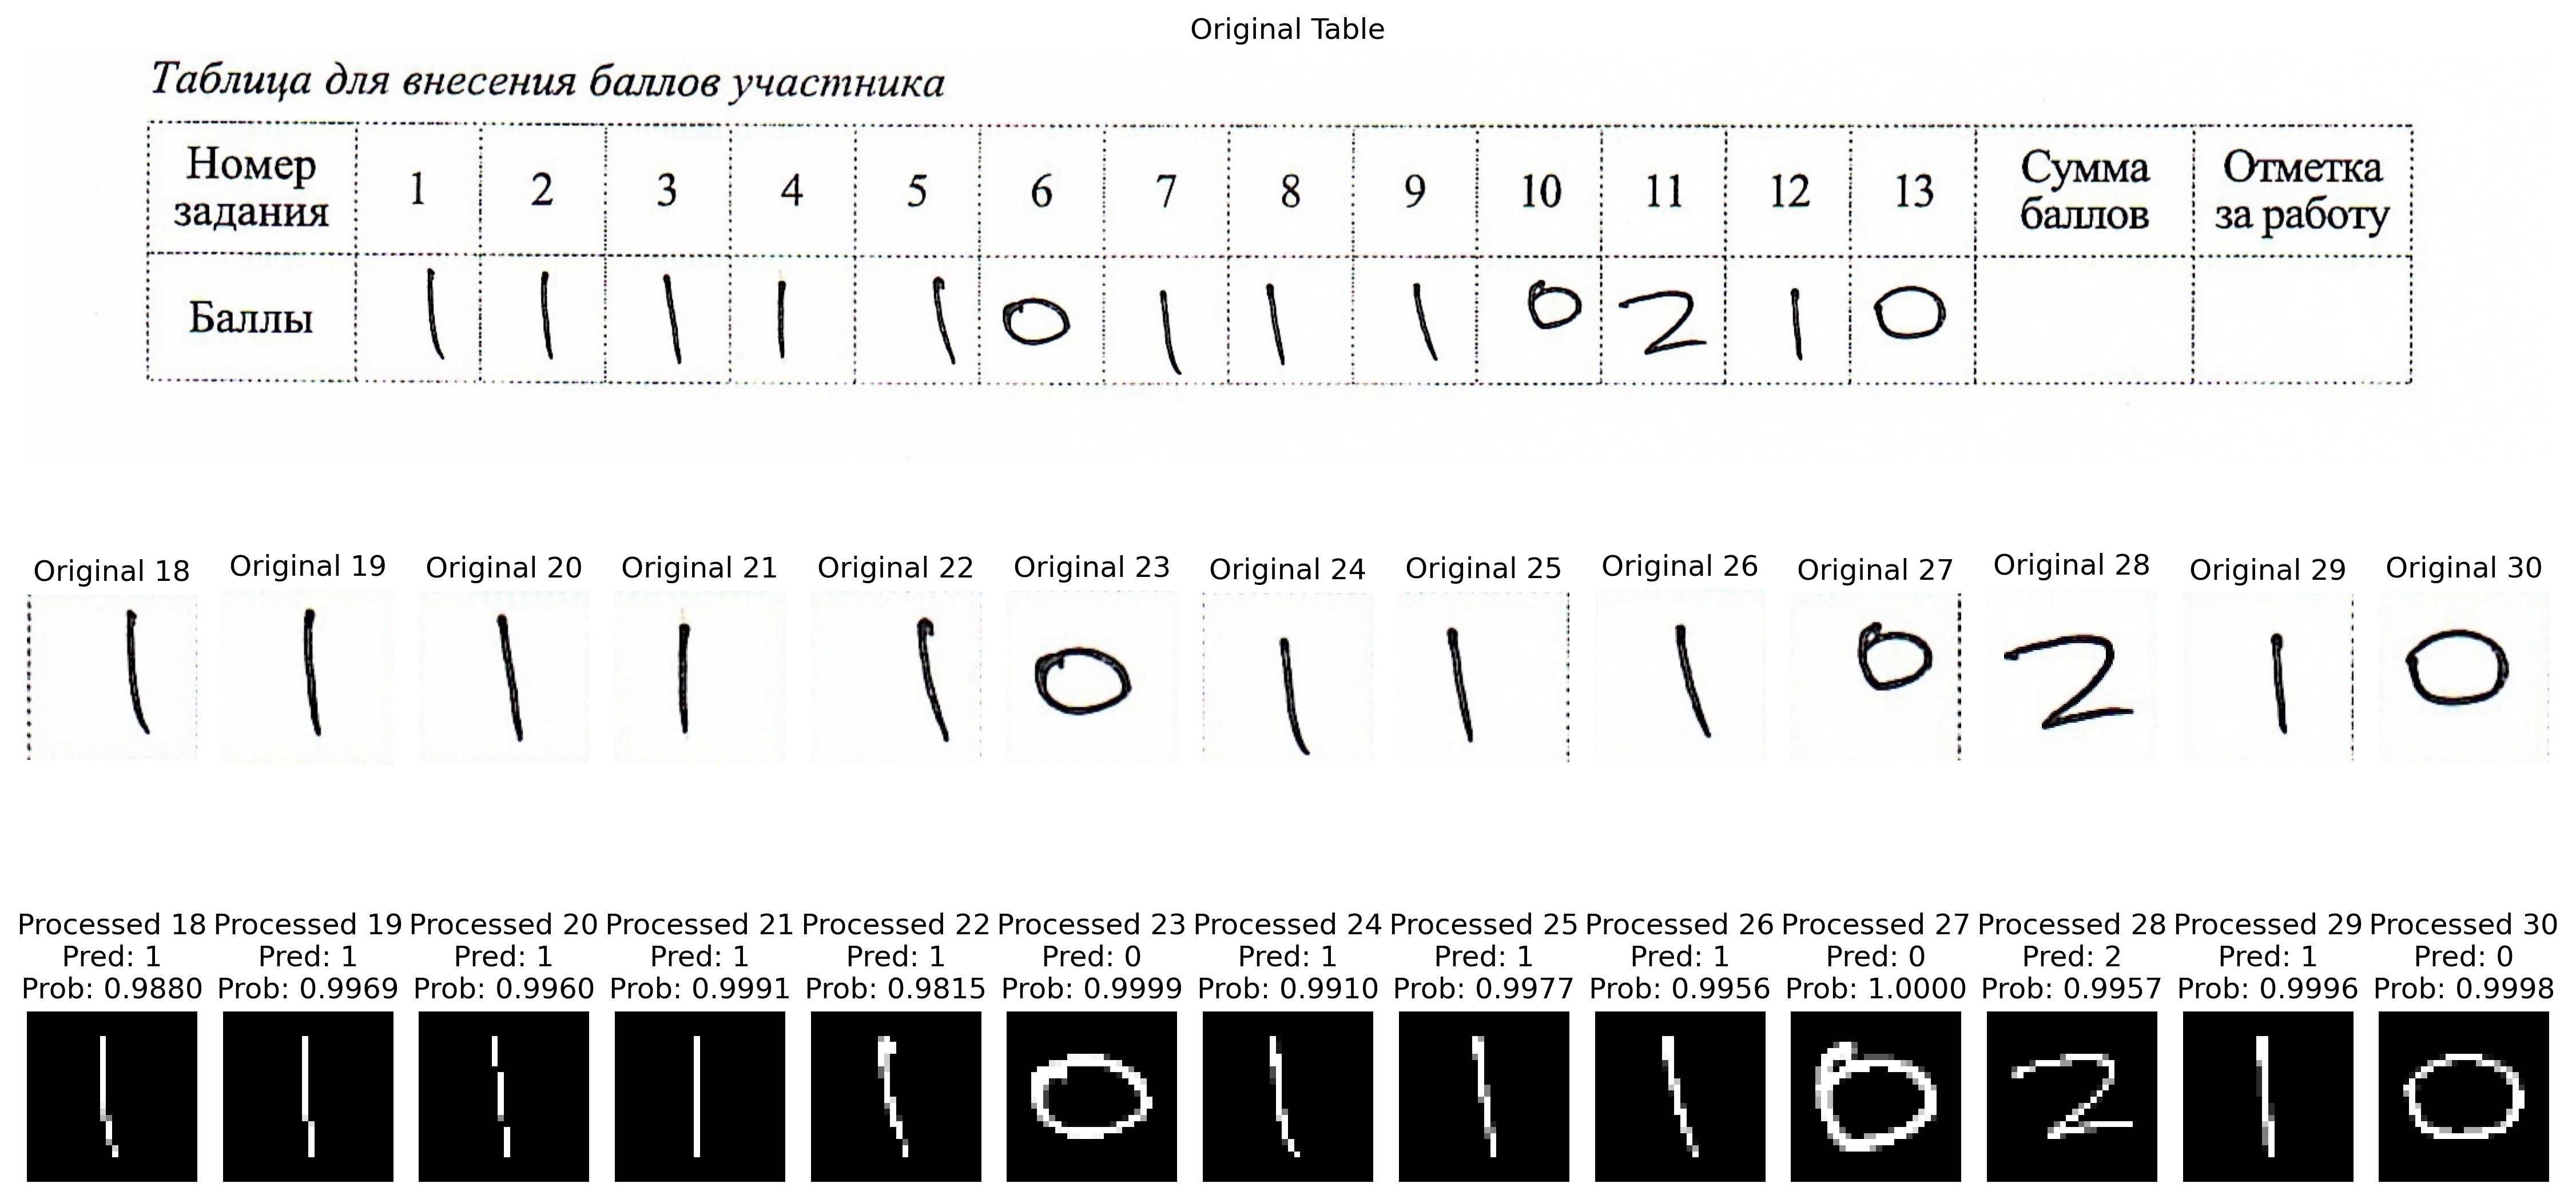 Original Table
Таблица для внесения баллов участника
Номер задания 1 2 3 4 5 6 7 8 9 10 11 12 13 Сумма баллов Отметка за работу
Баллы 1 1 1 1 1 0 1 1 1 0 2 1 0
Original 18 Original 19 Original 20 Original 21 Original 22 Original 23 Original 24 Original 25 Original 26 Original 27 Original 28 Original 29 Original 30
1 1 1 1 1 0 1 1 1 0 2 1 0
Processed 18 Processed 19 Processed 20 Processed 21 Processed 22 Processed 23 Processed 24 Processed 25 Processed 26 Processed 27 Processed 28 Processed 29 Processed 30
Pred: 1 Pred: 1 Pred: 1 Pred: 1 Pred: 1 Pred: 0 Pred: 1 Pred: 1 Pred: 1 Pred: 0 Pred: 2 Pred: 1 Pred: 0
Prob: 0.9880 Prob: 0.9969 Prob: 0.9960 Prob: 0.9991 Prob: 0.9815 Prob: 0.9999 Prob: 0.9910 Prob: 0.9977 Prob: 0.9956 Prob: 1.0000 Prob: 0.9957 Prob: 0.9996 Prob: 0.9998
1 1 1 1 1 0 1 1 1 0 2 1 0